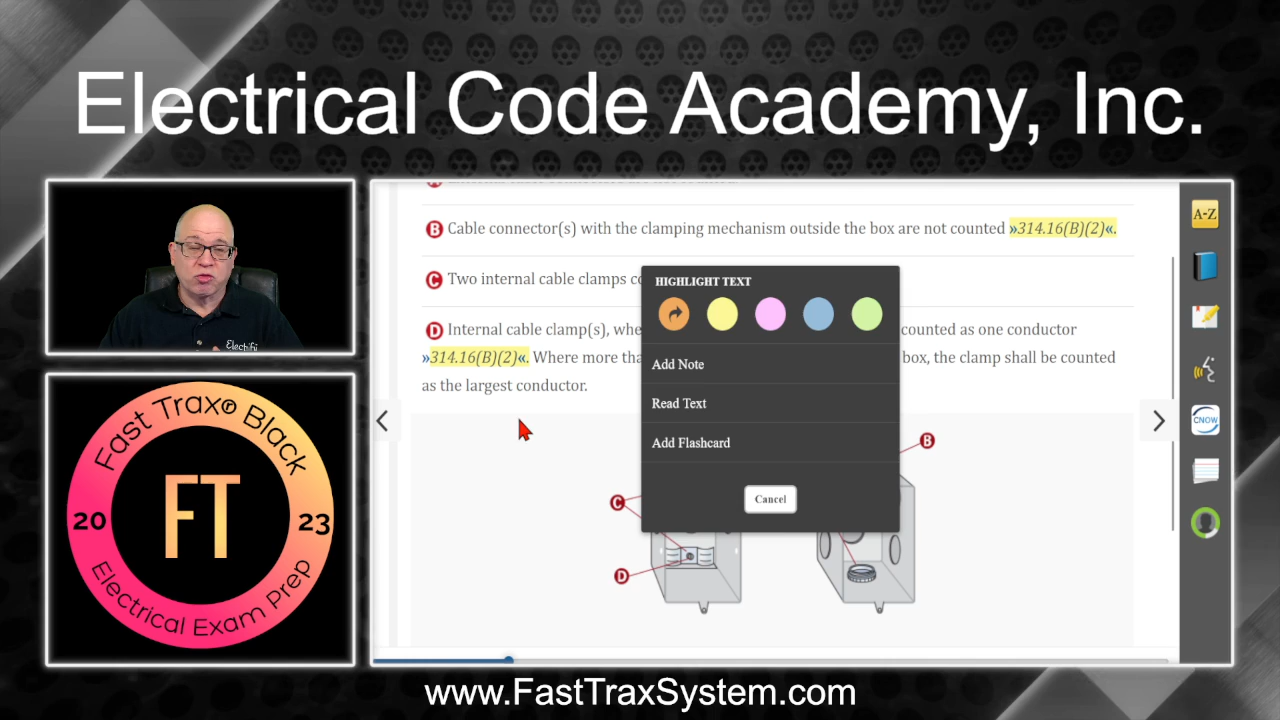 Electrical Code Academy, Inc.
B Cable connector(s) with the clamping mechanism outside the box are not counted »314.16(B)(2)«.
C Two internal cable clamps
D Internal cable clamp(s), counted as one conductor
»314.16(B)(2)«. Where more box, the clamp shall be counted
as the largest conductor.
HIGHLIGHT TEXT
Add Note
Read Text
Add Flashcard
Cancel
B
C
D
A-Z
CNOW
Electrifi
Fast Trax® Black
20 FT 23
Electrical Exam Prep
www.FastTraxSystem.com